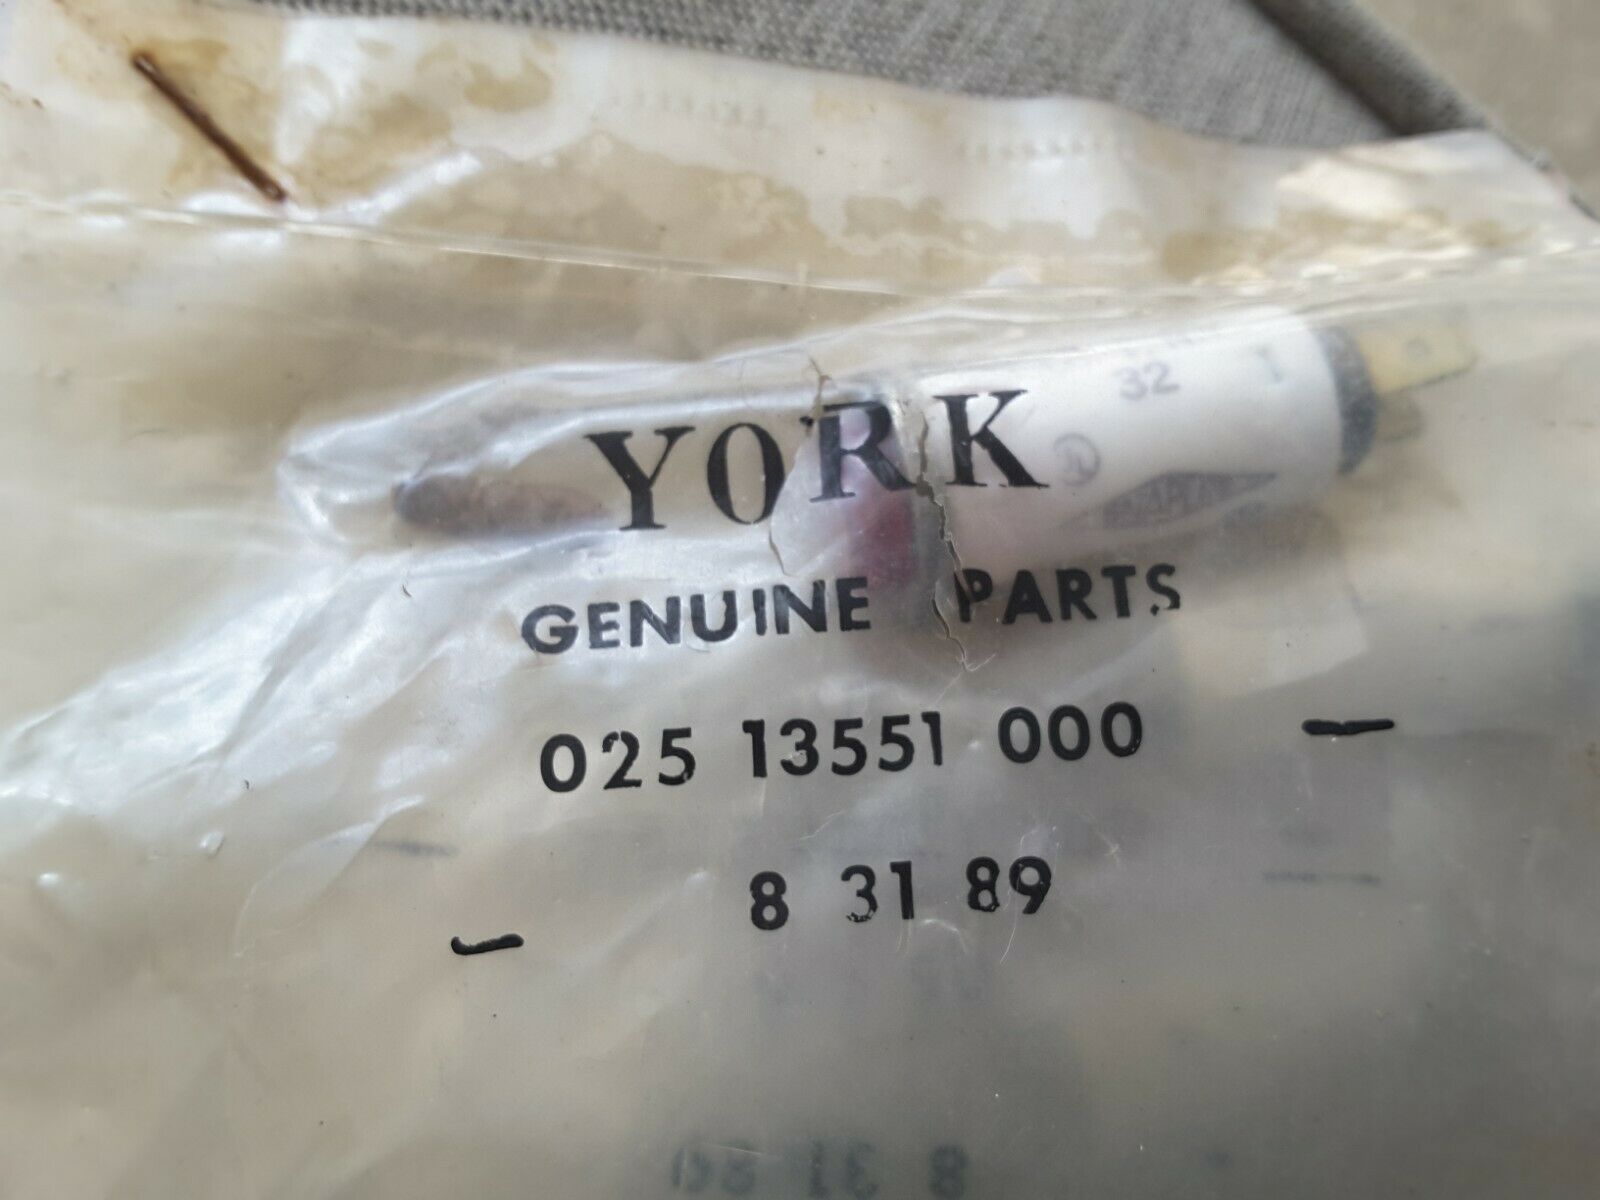 32
YORK
GENUINE PARTS
025 13551 000
8 31 89